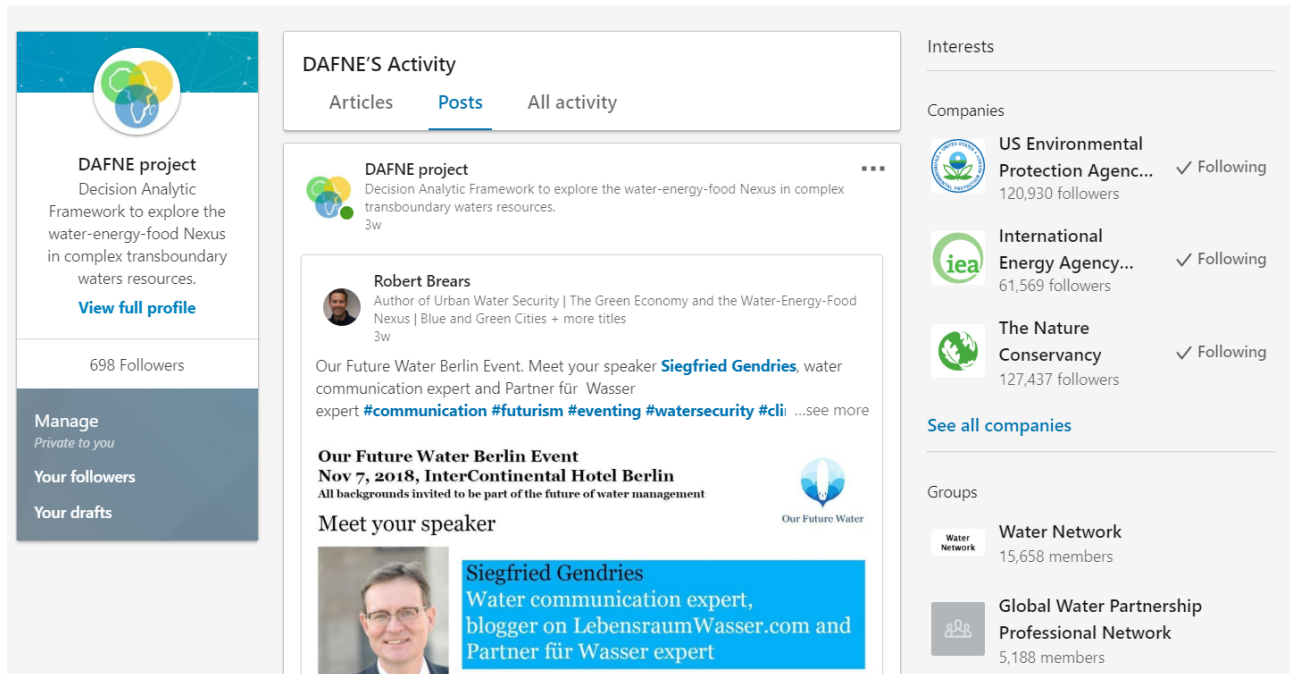 DAFNE project
Decision Analytic
Framework to explore the
water-energy-food Nexus
in complex transboundary
waters resources.
View full profile
698 Followers
Manage
Private to you
Your followers
Your drafts
DAFNE'S Activity
Articles Posts All activity
DAFNE project
Decision Analytic Framework to explore the water-energy-food Nexus in complex
transboundary waters resources.
3w
Robert Brears
Author of Urban Water Security | The Green Economy and the Water-Energy-Food
Nexus | Blue and Green Cities + more titles
3w
Our Future Water Berlin Event. Meet your speaker Siegfried Gendries, water
communication expert and Partner für Wasser
expert #communication #futurism #eventing #watersecurity #cli ...see more
Our Future Water Berlin Event
Nov 7, 2018, InterContinental Hotel Berlin
All backgrounds invited to be part of the future of water management
Our Future Water
Meet your speaker
Siegfried Gendries
Water communication expert,
blogger on LebensraumWasser.com and
Partner für Wasser expert
Interests
Companies
US Environmental
Protection Agenc...
120,930 followers
Following
iea
International
Energy Agency...
61,569 followers
Following
The Nature
Conservancy
127,437 followers
Following
See all companies
Groups
Water
Network
Water Network
15,658 members
Global Water Partnership
Professional Network
5,188 members